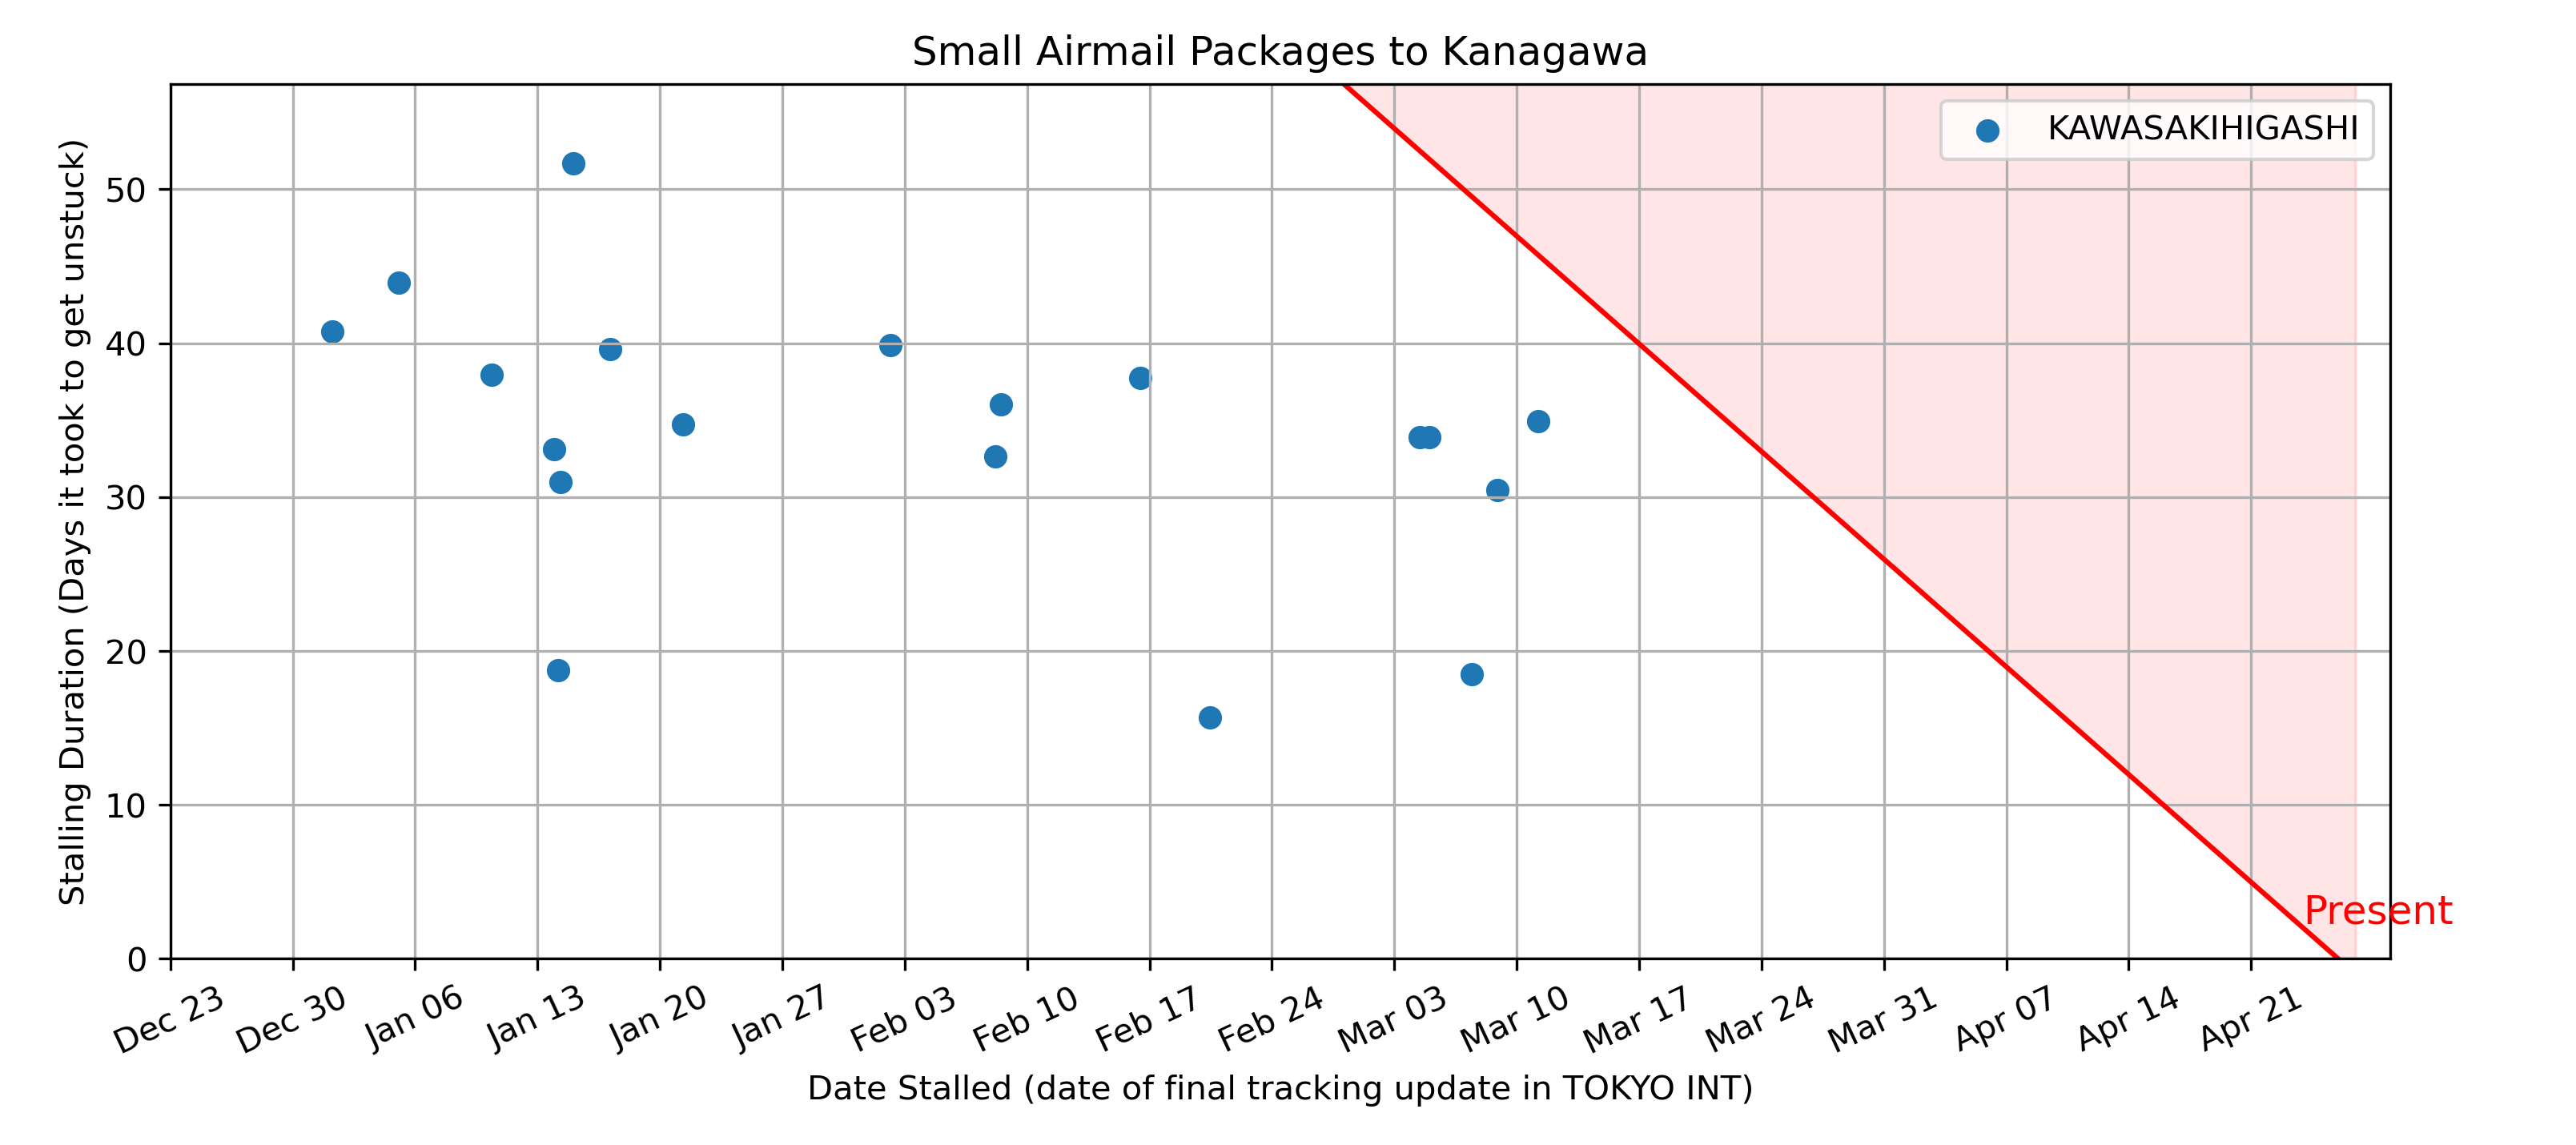 Small Airmail Packages to Kanagawa
KAWASAKIHIGASHI
Stalling Duration (Days it took to get unstuck)
50
40
30
20
10
0
Present
Dec 23
Dec 30
Jan 06
Jan 13
Jan 20
Jan 27
Feb 03
Feb 10
Feb 17
Feb 24
Mar 03
Mar 10
Mar 17
Mar 24
Mar 31
Apr 07
Apr 14
Apr 21
Date Stalled (date of final tracking update in TOKYO INT)